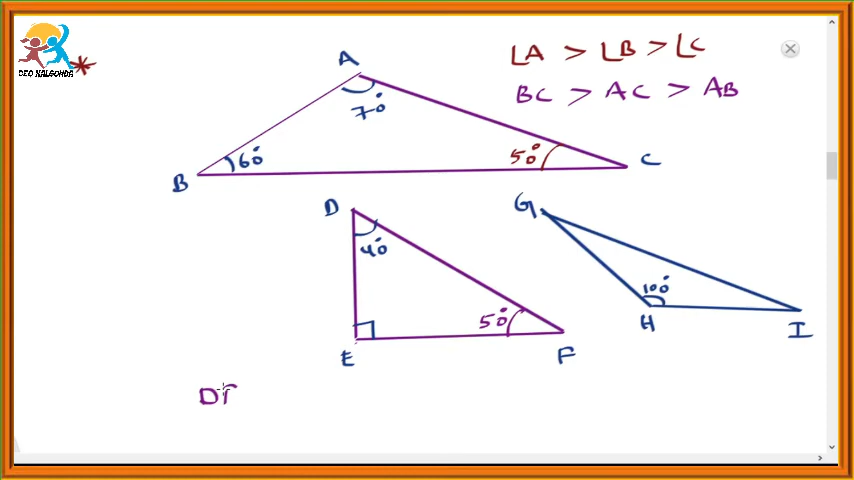 DEO NALGONDA
*
A
∠A > ∠B > ∠C
BC > AC > AB
70°
B
60°
50°
C
D
40°
E
50°
F
G
100°
H
I
DF